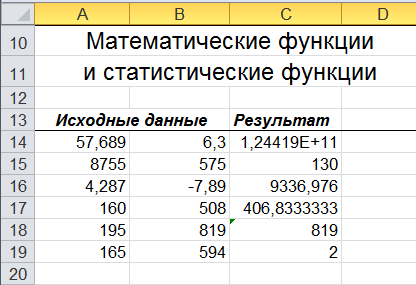 A B C D
10 Математические функции
11 и статистические функции
12
13 Исходные данные Результат
14 57,689 6,3 1,24419E+11
15 8755 575 130
16 4,287 -7,89 9336,976
17 160 508 406,8333333
18 195 819 819
19 165 594 2
20